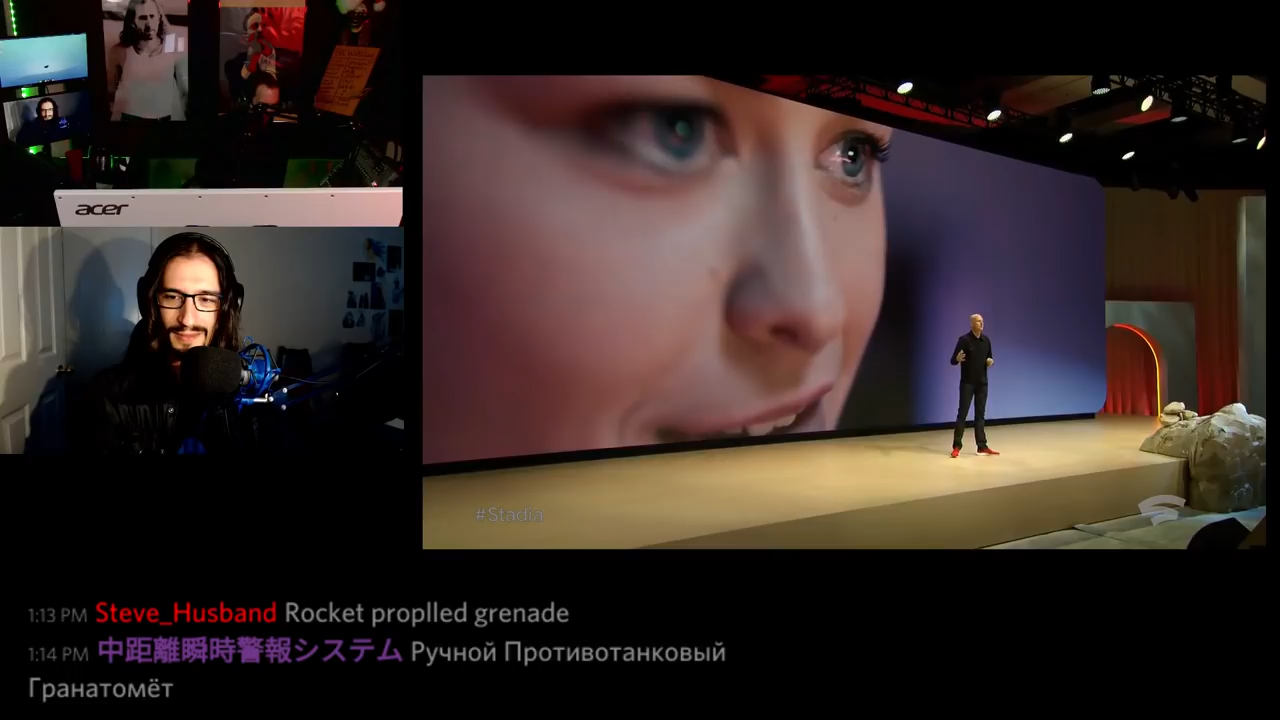 acer
#Stadia
1:13 PM Steve_Husband Rocket proplled grenade
1:14 PM 中距離瞬時警報システム Ручной Противотанковый
Гранатомёт